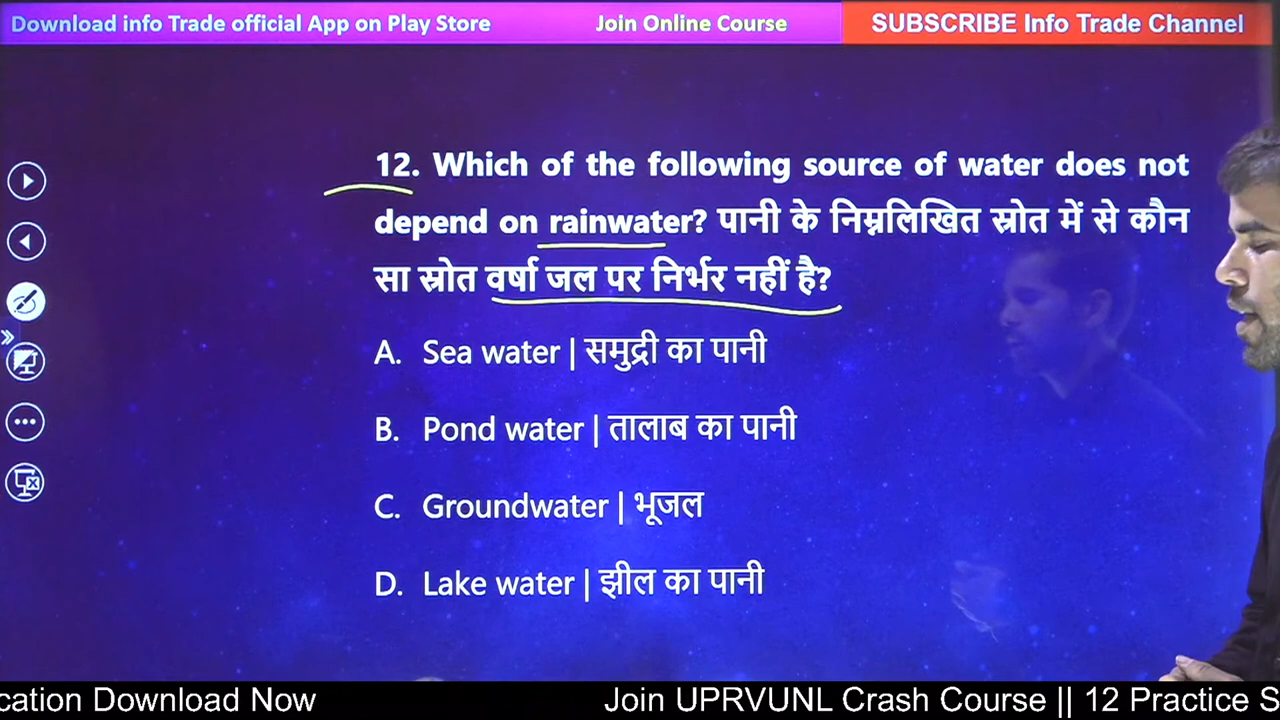 Download info Trade official App on Play Store
Join Online Course
SUBSCRIBE Info Trade Channel
12. Which of the following source of water does not
depend on rainwater? पानी के निम्नलिखित स्रोत में से कौन
सा स्रोत वर्षा जल पर निर्भर नहीं है?
A. Sea water | समुद्री का पानी
B. Pond water | तालाब का पानी
C. Groundwater | भूजल
D. Lake water | झील का पानी
cation Download Now
Join UPRVUNL Crash Course || 12 Practice S